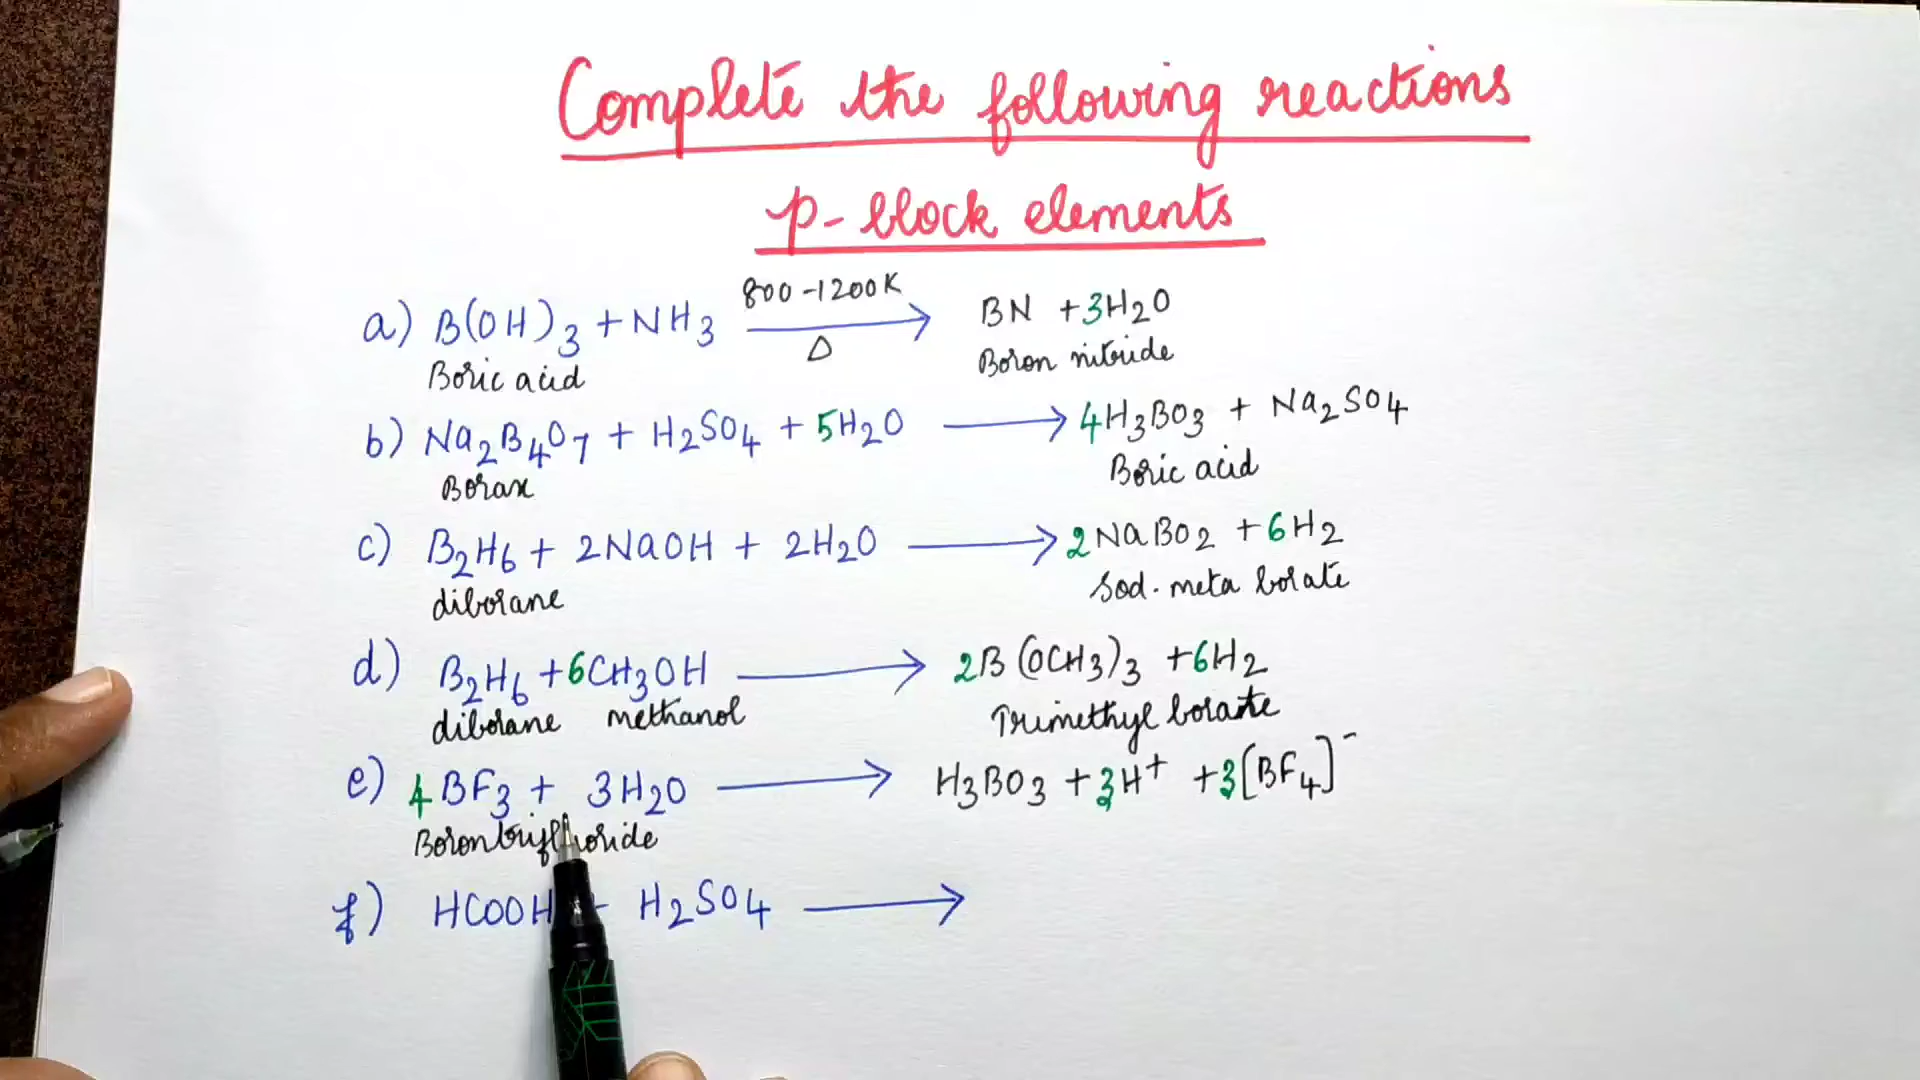 Complete the following reactions
p-block elements
a) B(OH)3 + NH3 800-1200K Δ → BN + 3H2O
Boric acid Boron nitride
b) Na2B4O7 + H2SO4 + 5H2O → 4H3BO3 + Na2SO4
Borax Boric acid
c) B2H6 + 2NaOH + 2H2O → 2NaBO2 + 6H2
diborane Sod. meta borate
d) B2H6 + 6CH3OH → 2B(OCH3)3 + 6H2
diborane methanol Trimethyl borate
e) 4BF3 + 3H2O → H3BO3 + 3H+ + 3[BF4]-
Boron trifluoride
f) HCOOH + H2SO4 →